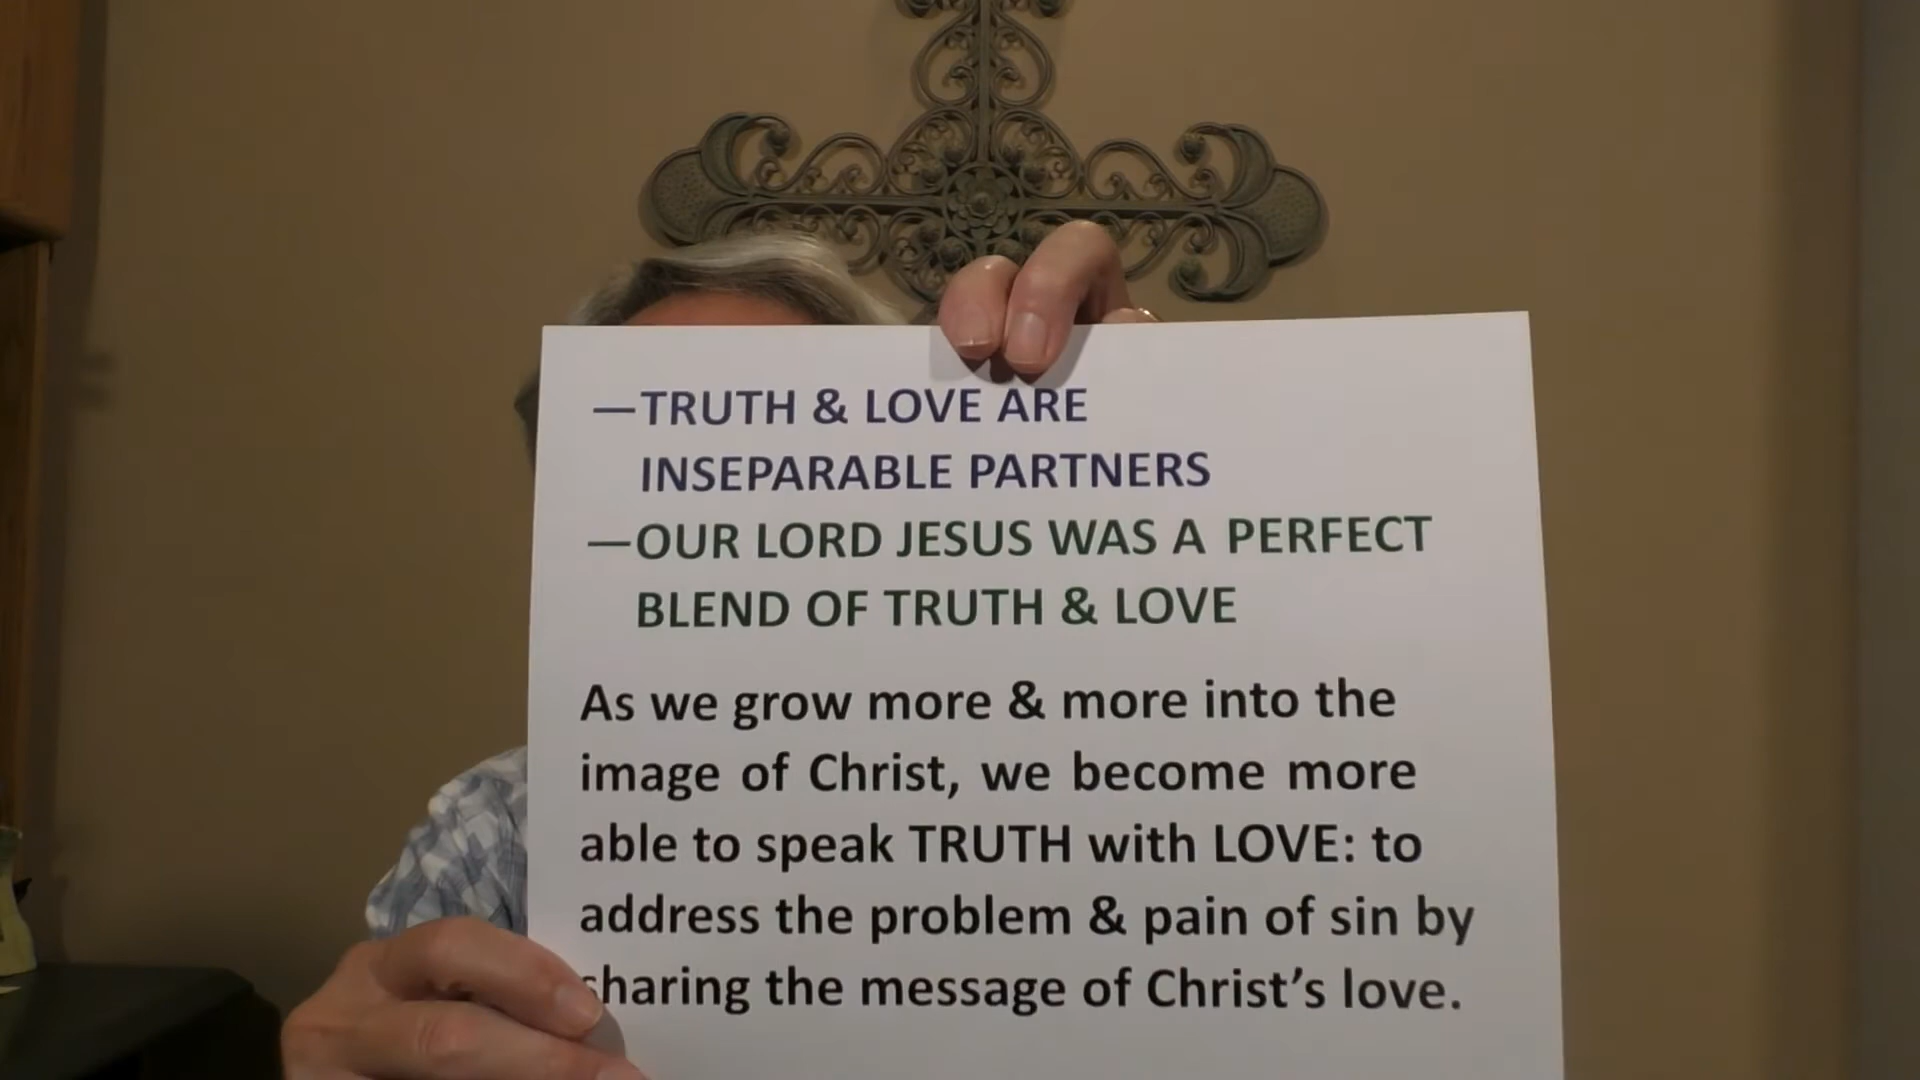 —TRUTH & LOVE ARE
INSEPARABLE PARTNERS
—OUR LORD JESUS WAS A PERFECT
BLEND OF TRUTH & LOVE
As we grow more & more into the
image of Christ, we become more
able to speak TRUTH with LOVE: to
address the problem & pain of sin by
sharing the message of Christ’s love.